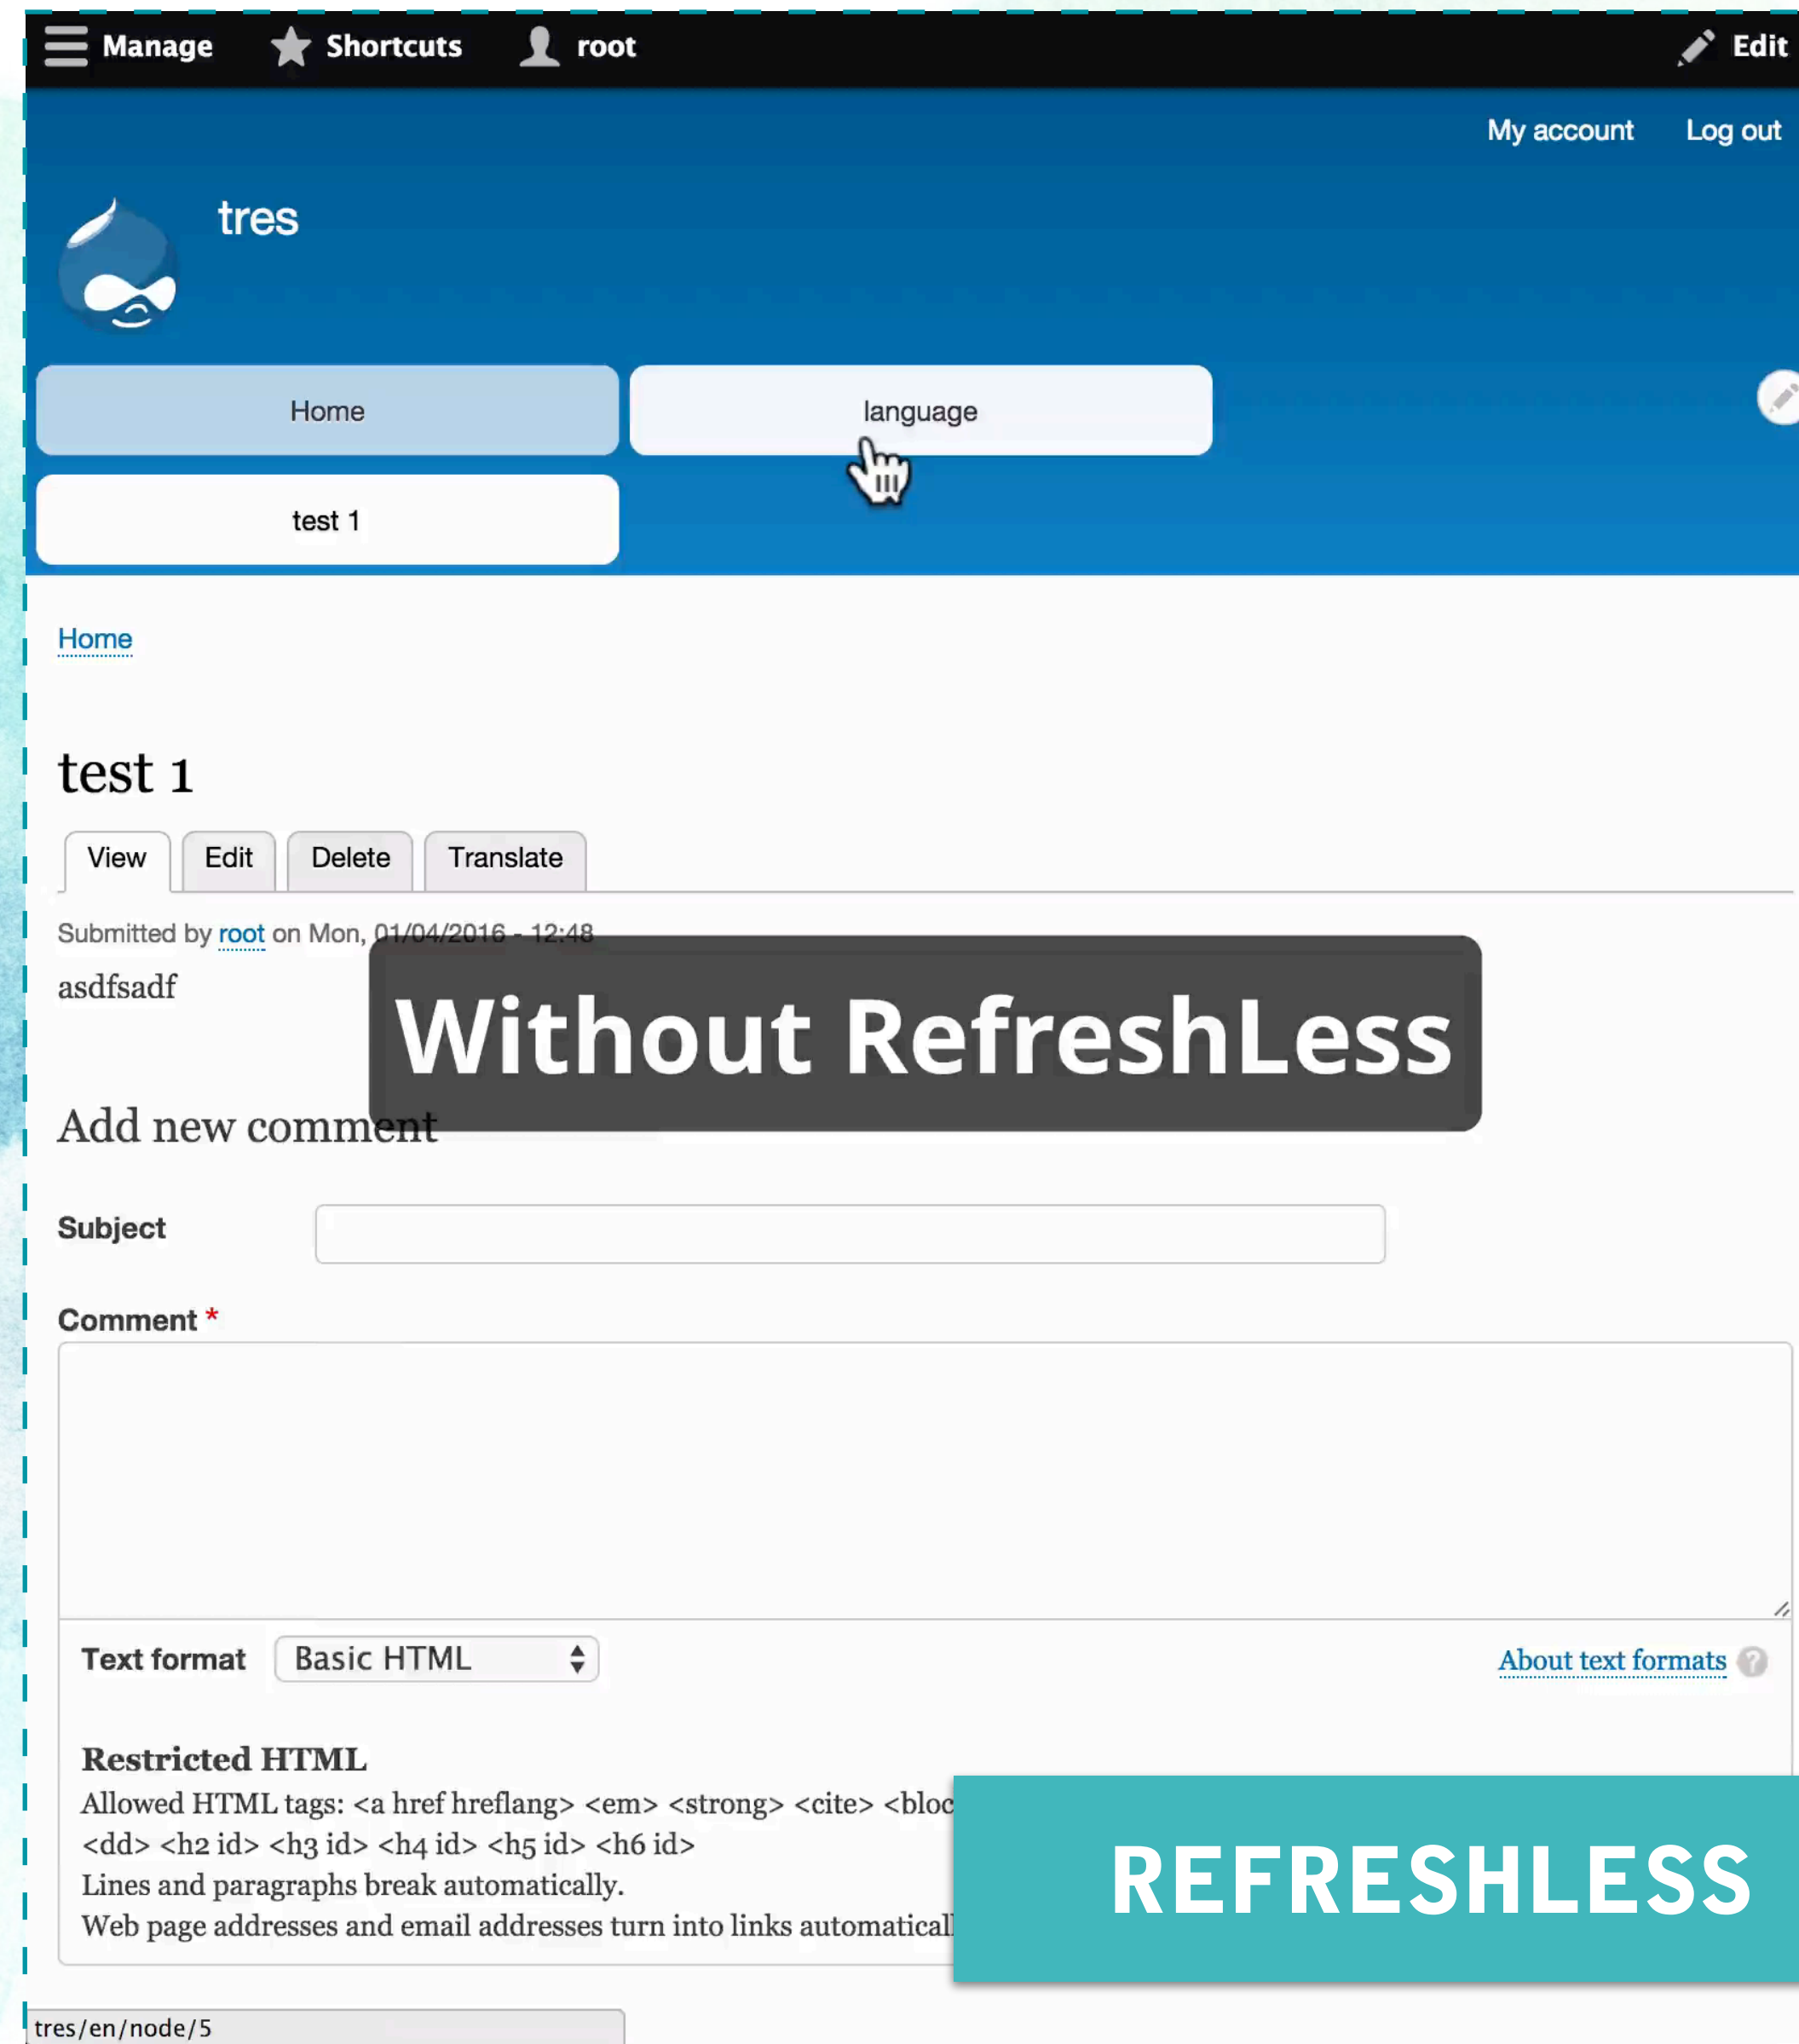 Manage Shortcuts root Edit
My account Log out
tres
Home language
test 1
Home
test 1
View Edit Delete Translate
Submitted by root on Mon, 01/04/2016 - 12:48
asdfsadf
Without RefreshLess
Add new comment
Subject
Comment *
Text format Basic HTML About text formats ?
Restricted HTML
Allowed HTML tags: <a href hreflang> <em> <strong> <cite> <bloc
<dd> <h2 id> <h3 id> <h4 id> <h5 id> <h6 id>
Lines and paragraphs break automatically.
Web page addresses and email addresses turn into links automatical
REFRESHLESS
tres/en/node/5